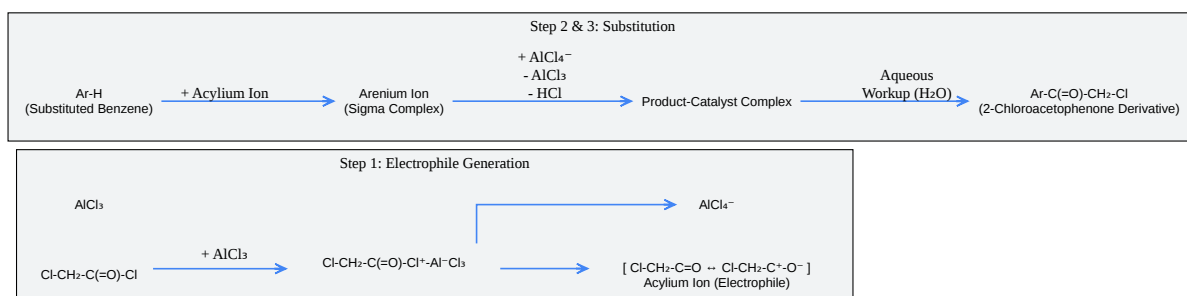 Step 2 & 3: Substitution
Ar-H
(Substituted Benzene)
+ Acylium Ion
Arenium Ion
(Sigma Complex)
+ AlCl₄⁻
- AlCl₃
- HCl
Product-Catalyst Complex
Aqueous
Workup (H₂O)
Ar-C(=O)-CH₂-Cl
(2-Chloroacetophenone Derivative)
Step 1: Electrophile Generation
AlCl₃
AlCl₄⁻
Cl-CH₂-C(=O)-Cl
+ AlCl₃
Cl-CH₂-C(=O)-Cl⁺-Al⁻Cl₃
[ Cl-CH₂-C=O ↔ Cl-CH₂-C⁺-O⁻ ]
Acylium Ion (Electrophile)